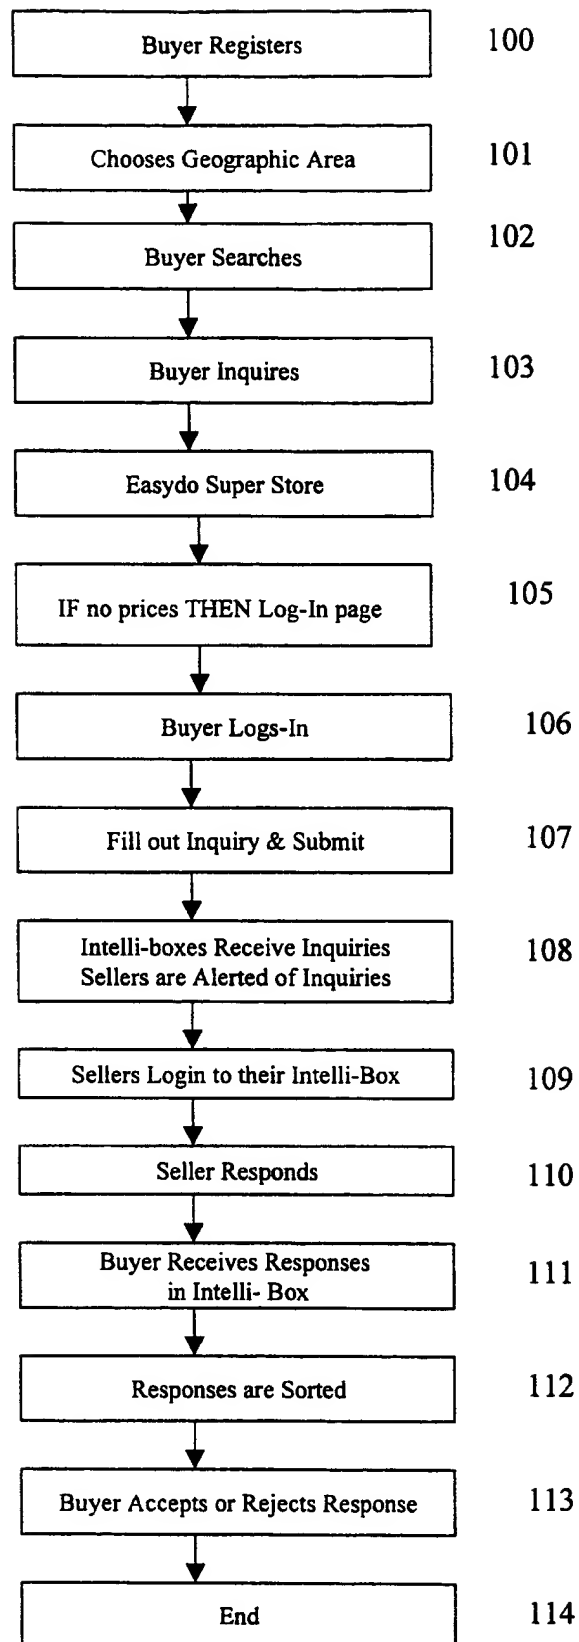 Buyer Registers 100
Chooses Geographic Area 101
Buyer Searches 102
Buyer Inquires 103
Easydo Super Store 104
IF no prices THEN Log-In page 105
Buyer Logs-In 106
Fill out Inquiry & Submit 107
Intelli-boxes Receive Inquiries 108
Sellers are Alerted of Inquiries
Sellers Login to their Intelli-Box 109
Seller Responds 110
Buyer Receives Responses 111
in Intelli- Box
Responses are Sorted 112
Buyer Accepts or Rejects Response 113
End 114